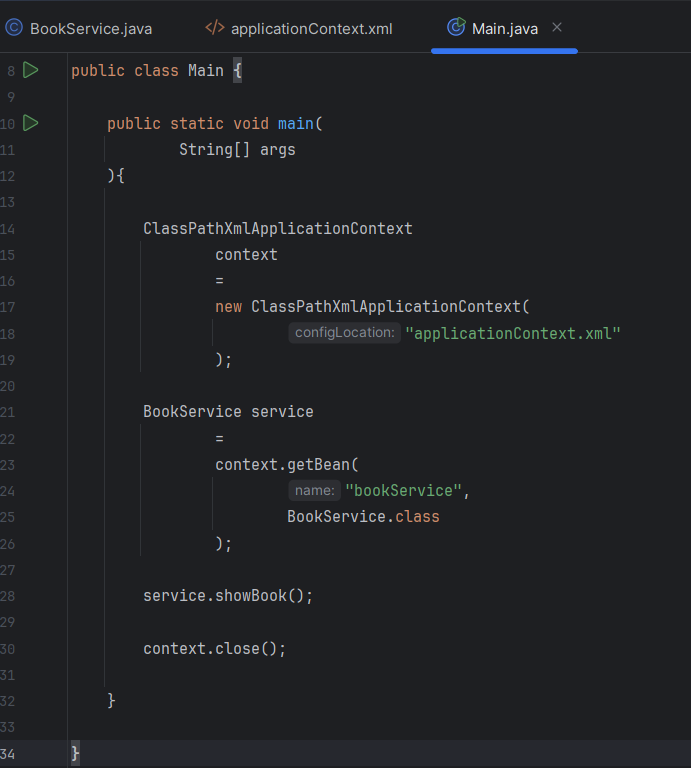 BookService.java applicationContext.xml Main.java
8 public class Main {
9
10 public static void main(
11 String[] args
12 ){
13
14 ClassPathXmlApplicationContext
15 context
16 =
17 new ClassPathXmlApplicationContext(
18 configLocation: "applicationContext.xml"
19 );
20
21 BookService service
22 =
23 context.getBean(
24 name: "bookService",
25 BookService.class
26 );
27
28 service.showBook();
29
30 context.close();
31
32 }
33
34 }